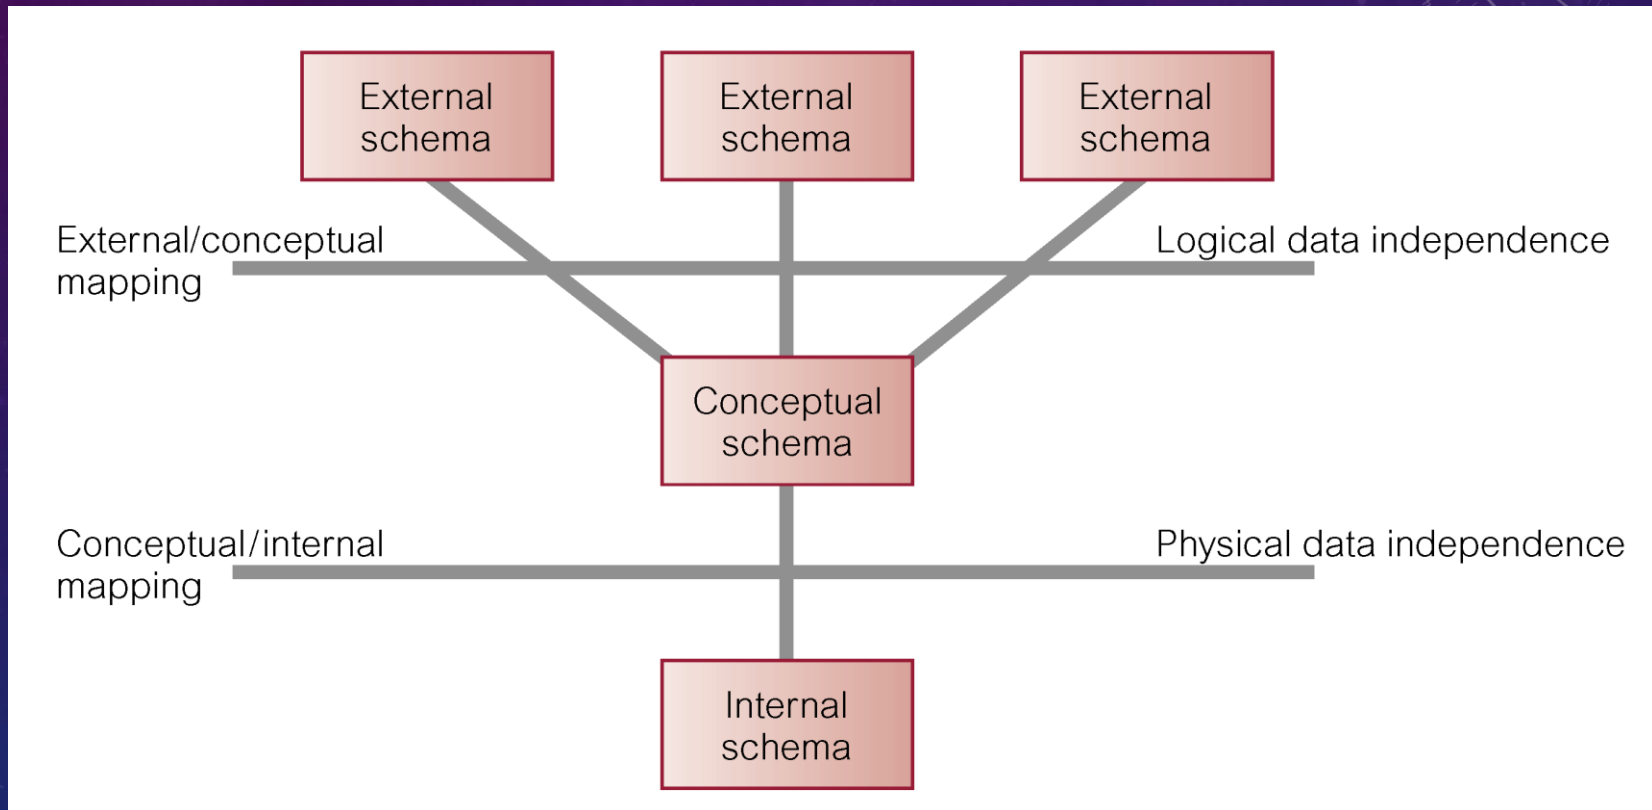 External
schema
External
schema
External
schema
External/conceptual
mapping
Logical data independence
Conceptual
schema
Conceptual/internal
mapping
Physical data independence
Internal
schema